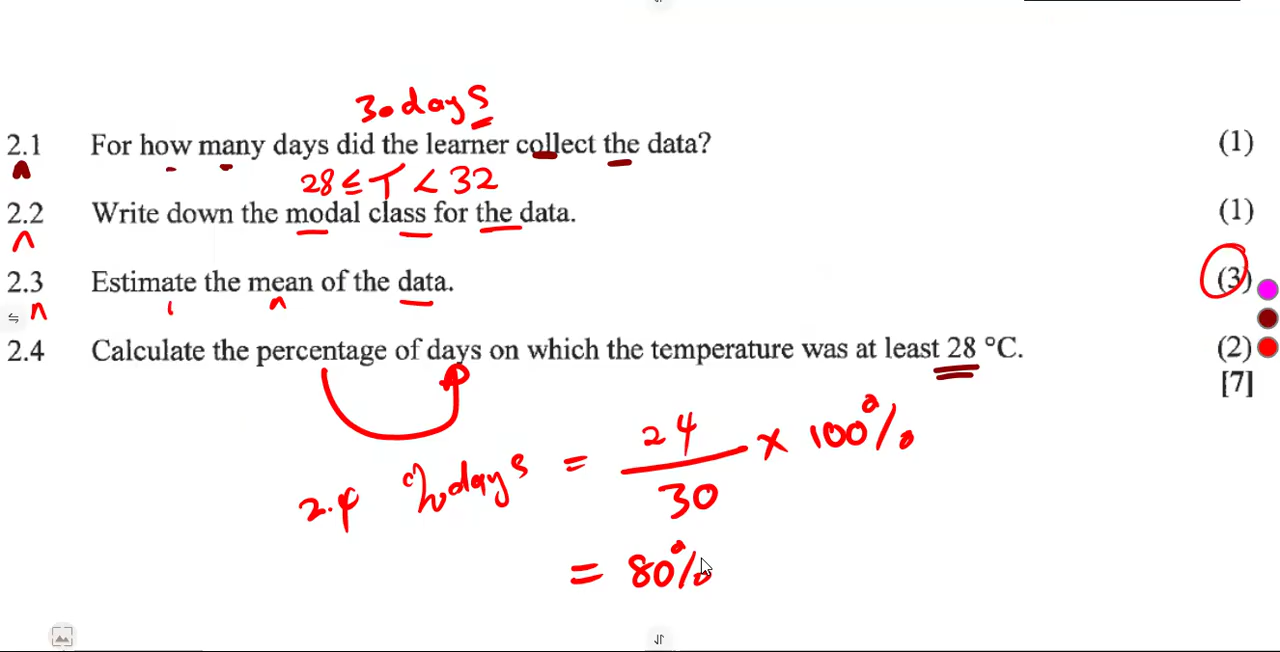 30 days
2.1 For how many days did the learner collect the data? (1)
28 ≤ T < 32
2.2 Write down the modal class for the data. (1)
2.3 Estimate the mean of the data. (3)
2.4 Calculate the percentage of days on which the temperature was at least 28 °C. (2)
[7]
2.4 % days = 24/30 × 100%
= 80%